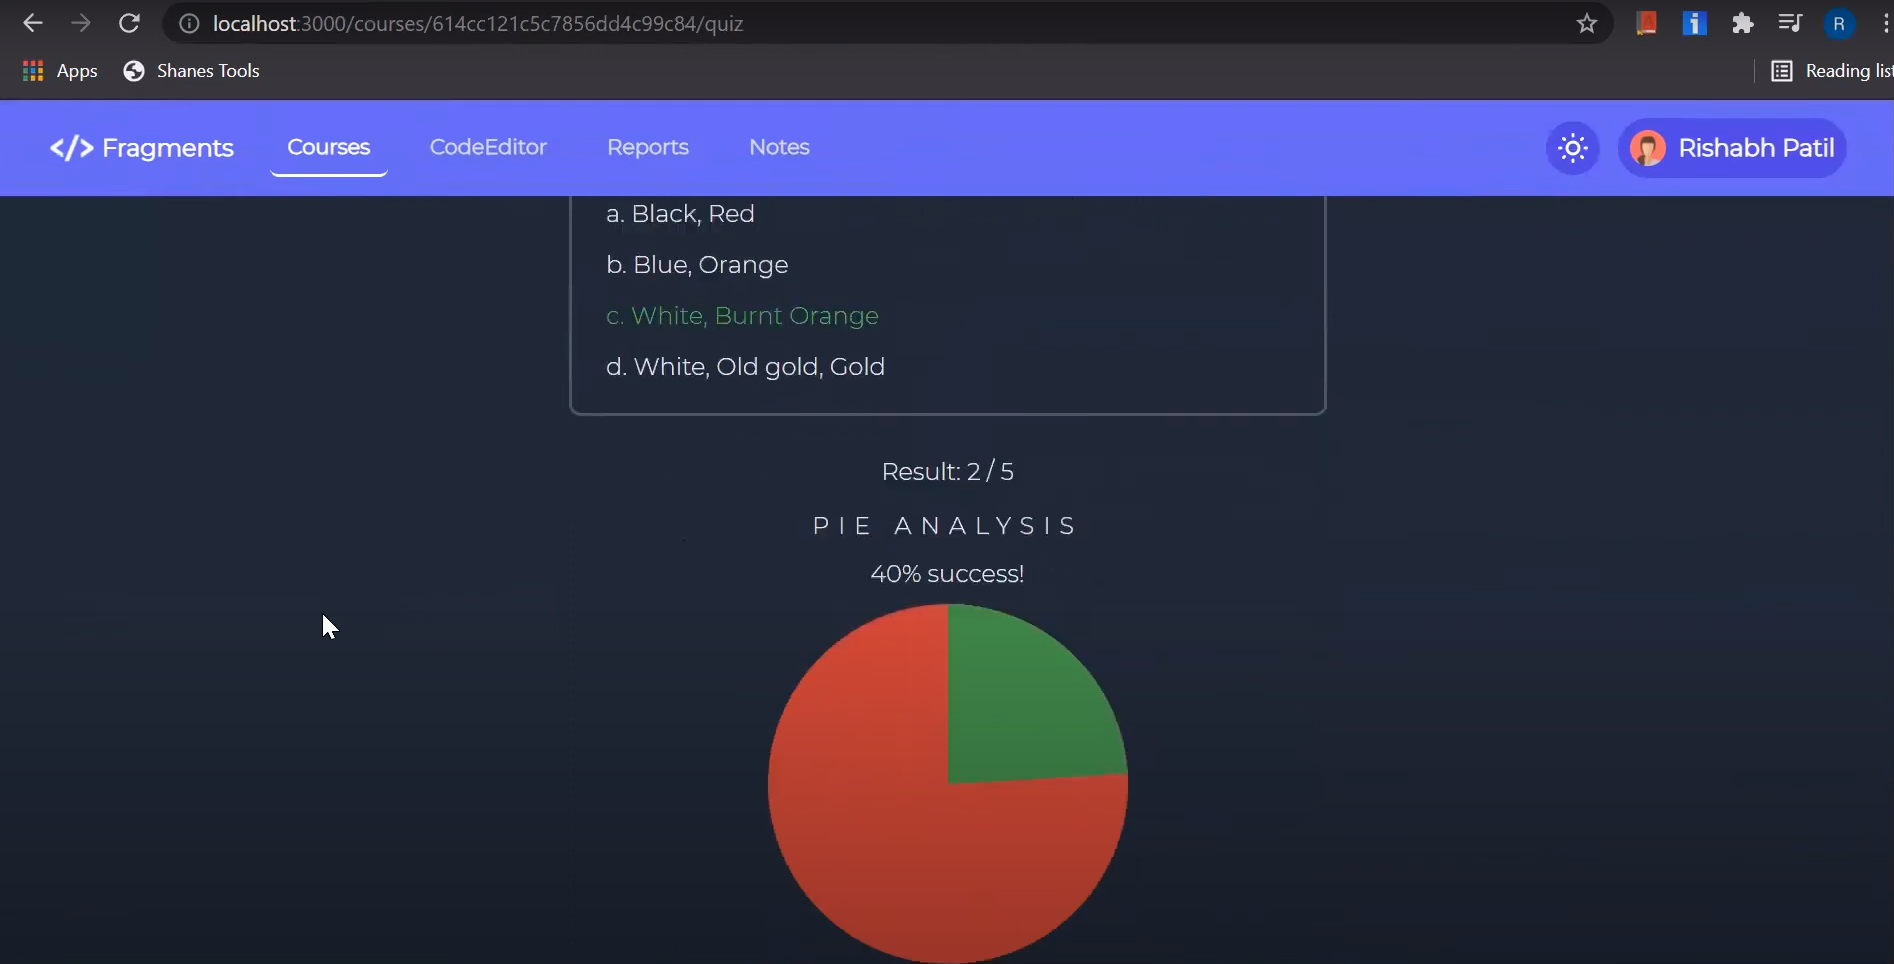 localhost:3000/courses/614cc121c5c7856dd4c99c84/quiz
R
Apps
Shanes Tools
Reading list
</> Fragments
Courses
CodeEditor
Reports
Notes
Rishabh Patil
a. Black, Red
b. Blue, Orange
c. White, Burnt Orange
d. White, Old gold, Gold
Result: 2 / 5
PIE ANALYSIS
40% success!